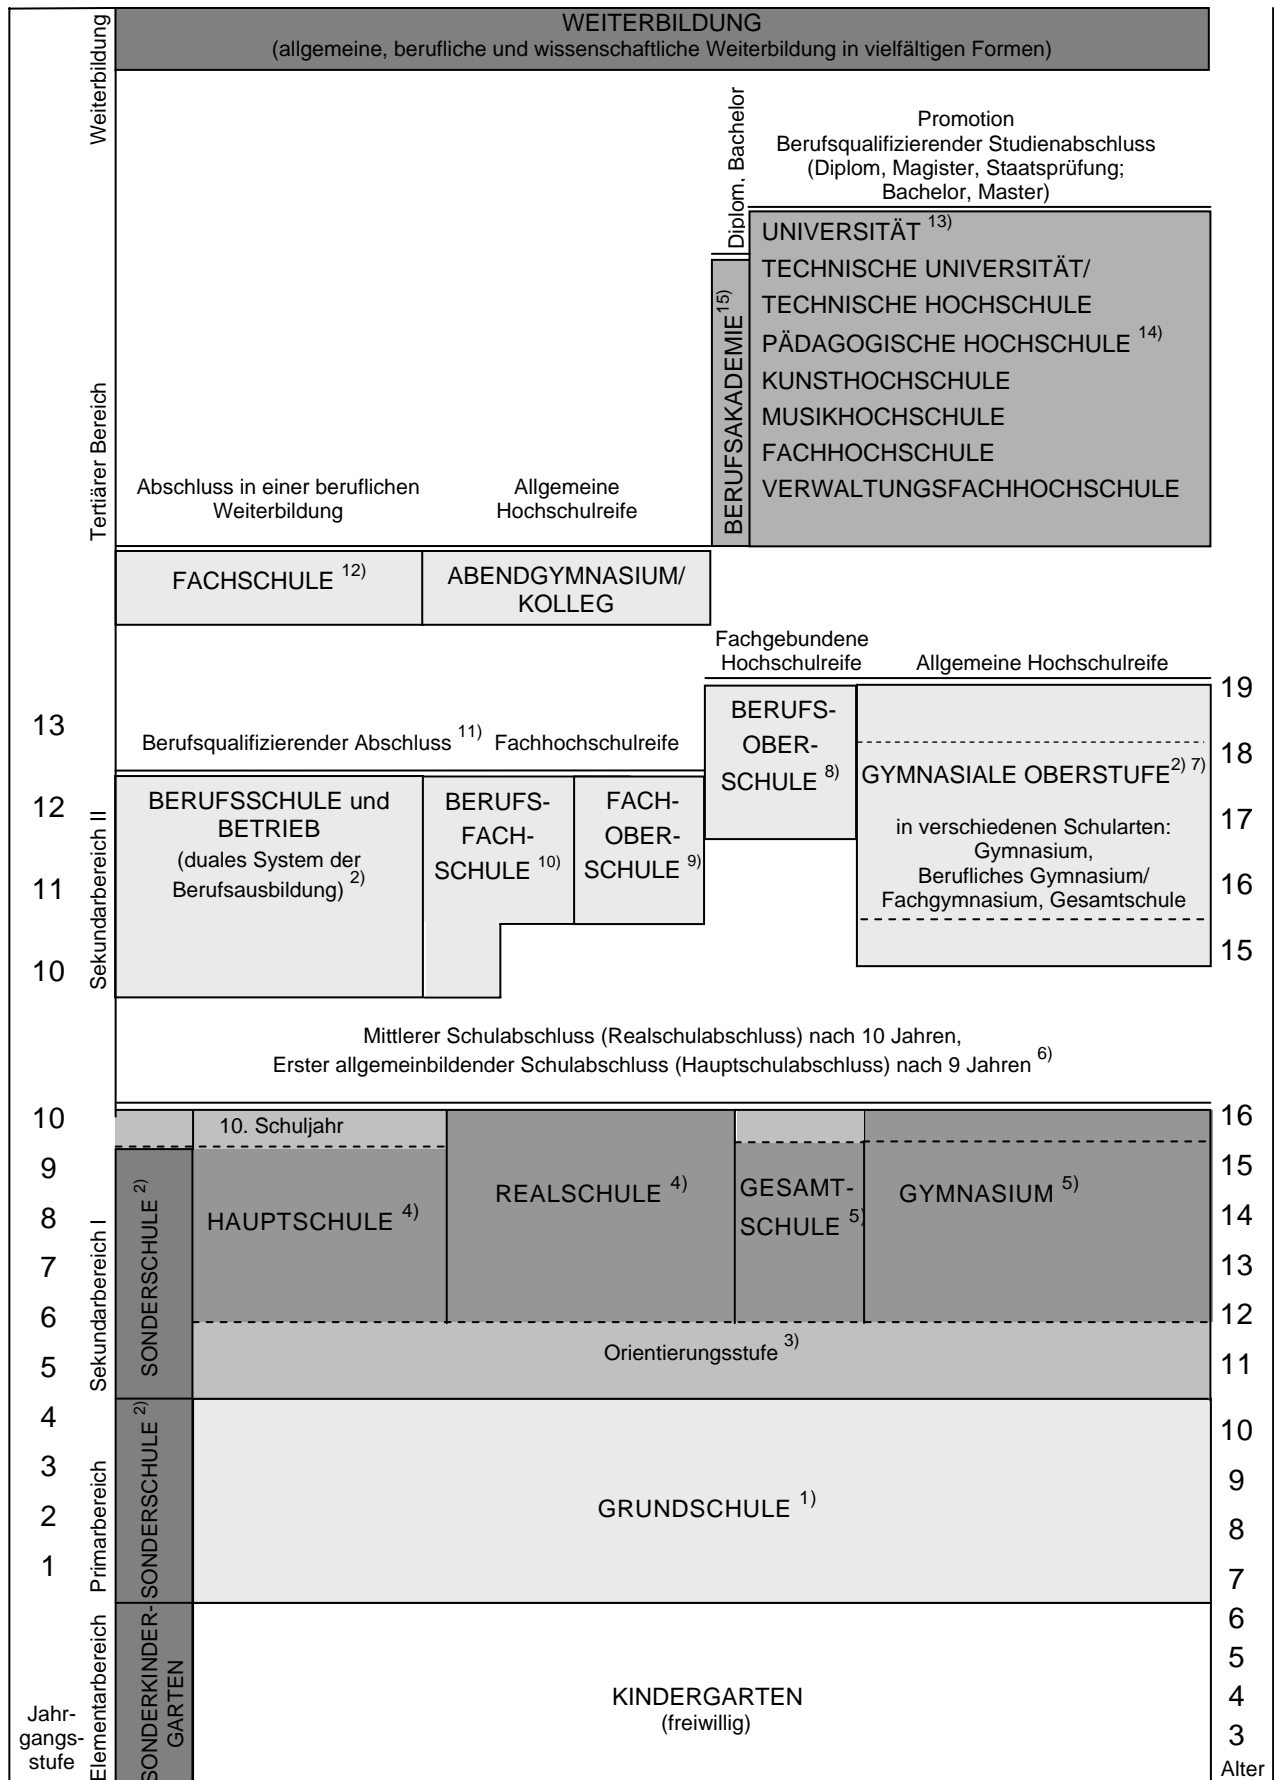 WEITERBILDUNG
(allgemeine, berufliche und wissenschaftliche Weiterbildung in vielfältigen Formen)
Weiterbildung
Diplom, Bachelor
Promotion
Berufsqualifizierender Studienabschluss
(Diplom, Magister, Staatsprüfung;
Bachelor, Master)
Tertiärer Bereich
BERUFSAKADEMIE 15)
UNIVERSITÄT 13)
TECHNISCHE UNIVERSITÄT/
TECHNISCHE HOCHSCHULE
PÄDAGOGISCHE HOCHSCHULE 14)
KUNSTHOCHSCHULE
MUSIKHOCHSCHULE
FACHHOCHSCHULE
VERWALTUNGSFACHHOCHSCHULE
Abschluss in einer beruflichen
Weiterbildung
Allgemeine
Hochschulreife
FACHSCHULE 12)
ABENDGYMNASIUM/
KOLLEG
Fachgebundene
Hochschulreife
Allgemeine Hochschulreife
Berufsqualifizierender Abschluss 11)
Fachhochschulreife
13
12
11
10
Sekundarbereich II
BERUFSSCHULE und
BETRIEB
(duales System der
Berufsausbildung) 2)
BERUFS-
FACH-
SCHULE 10)
FACH-
OBER-
SCHULE 9)
BERUFS-
OBER-
SCHULE 8)
GYMNASIALE OBERSTUFE 2) 7)
in verschiedenen Schularten:
Gymnasium,
Berufliches Gymnasium/
Fachgymnasium, Gesamtschule
19
18
17
16
15
Mittlerer Schulabschluss (Realschulabschluss) nach 10 Jahren,
Erster allgemeinbildender Schulabschluss (Hauptschulabschluss) nach 9 Jahren 6)
10
9
8
7
6
5
Sekundarbereich I
SONDERSCHULE 2)
10. Schuljahr
HAUPTSCHULE 4)
REALSCHULE 4)
GESAMT-
SCHULE 5)
GYMNASIUM 5)
Orientierungsstufe 3)
16
15
14
13
12
11
4
3
2
1
Primarbereich
SONDERSCHULE 2)
GRUNDSCHULE 1)
10
9
8
7
Jahr-
gangs-
stufe
Elementarbereich
SONDERKINDER-
GARTEN
KINDERGARTEN
(freiwillig)
6
5
4
3
Alter